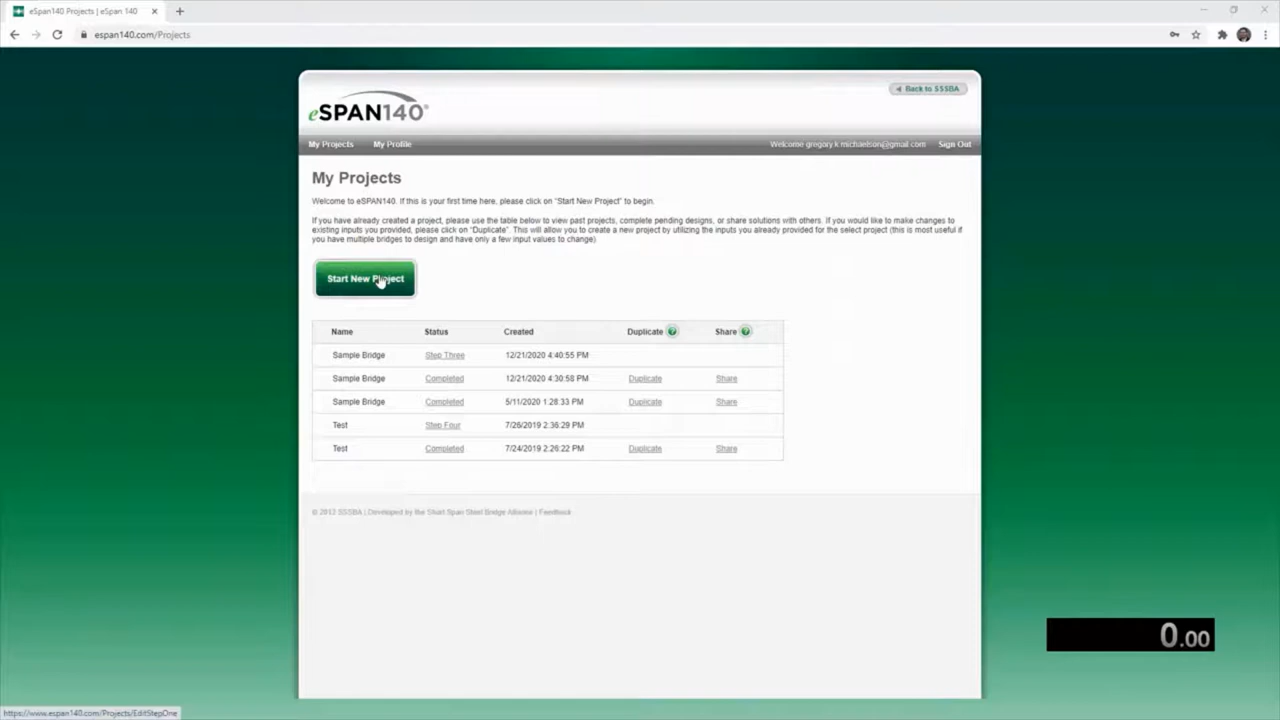 eSpan140 Projects | eSpan 140
espan140.com/Projects
Back to SSSBA
eSPAN140®
My Projects My Profile Welcome gregory.k.michaelson@gmail.com Sign Out
My Projects
Welcome to eSPAN140. If this is your first time here, please click on "Start New Project" to begin.
If you have already created a project, please use the table below to view past projects, complete pending designs, or share solutions with others. If you would like to make changes to
existing inputs you provided, please click on "Duplicate". This will allow you to create a new project by utilizing the inputs you already provided for the select project (this is most useful if
you have multiple bridges to design and have only a few input values to change)
Start New Project
Name Status Created Duplicate ? Share ?
Sample Bridge Step Three 12/21/2020 4:40:55 PM
Sample Bridge Completed 12/21/2020 4:30:58 PM Duplicate Share
Sample Bridge Completed 5/11/2020 1:28:33 PM Duplicate Share
Test Step Four 7/26/2019 2:36:29 PM
Test Completed 7/24/2019 2:26:22 PM Duplicate Share
© 2012 SSSBA | Developed by the Short Span Steel Bridge Alliance | Feedback
0.00
https://www.espan140.com/Projects/EditStepOne